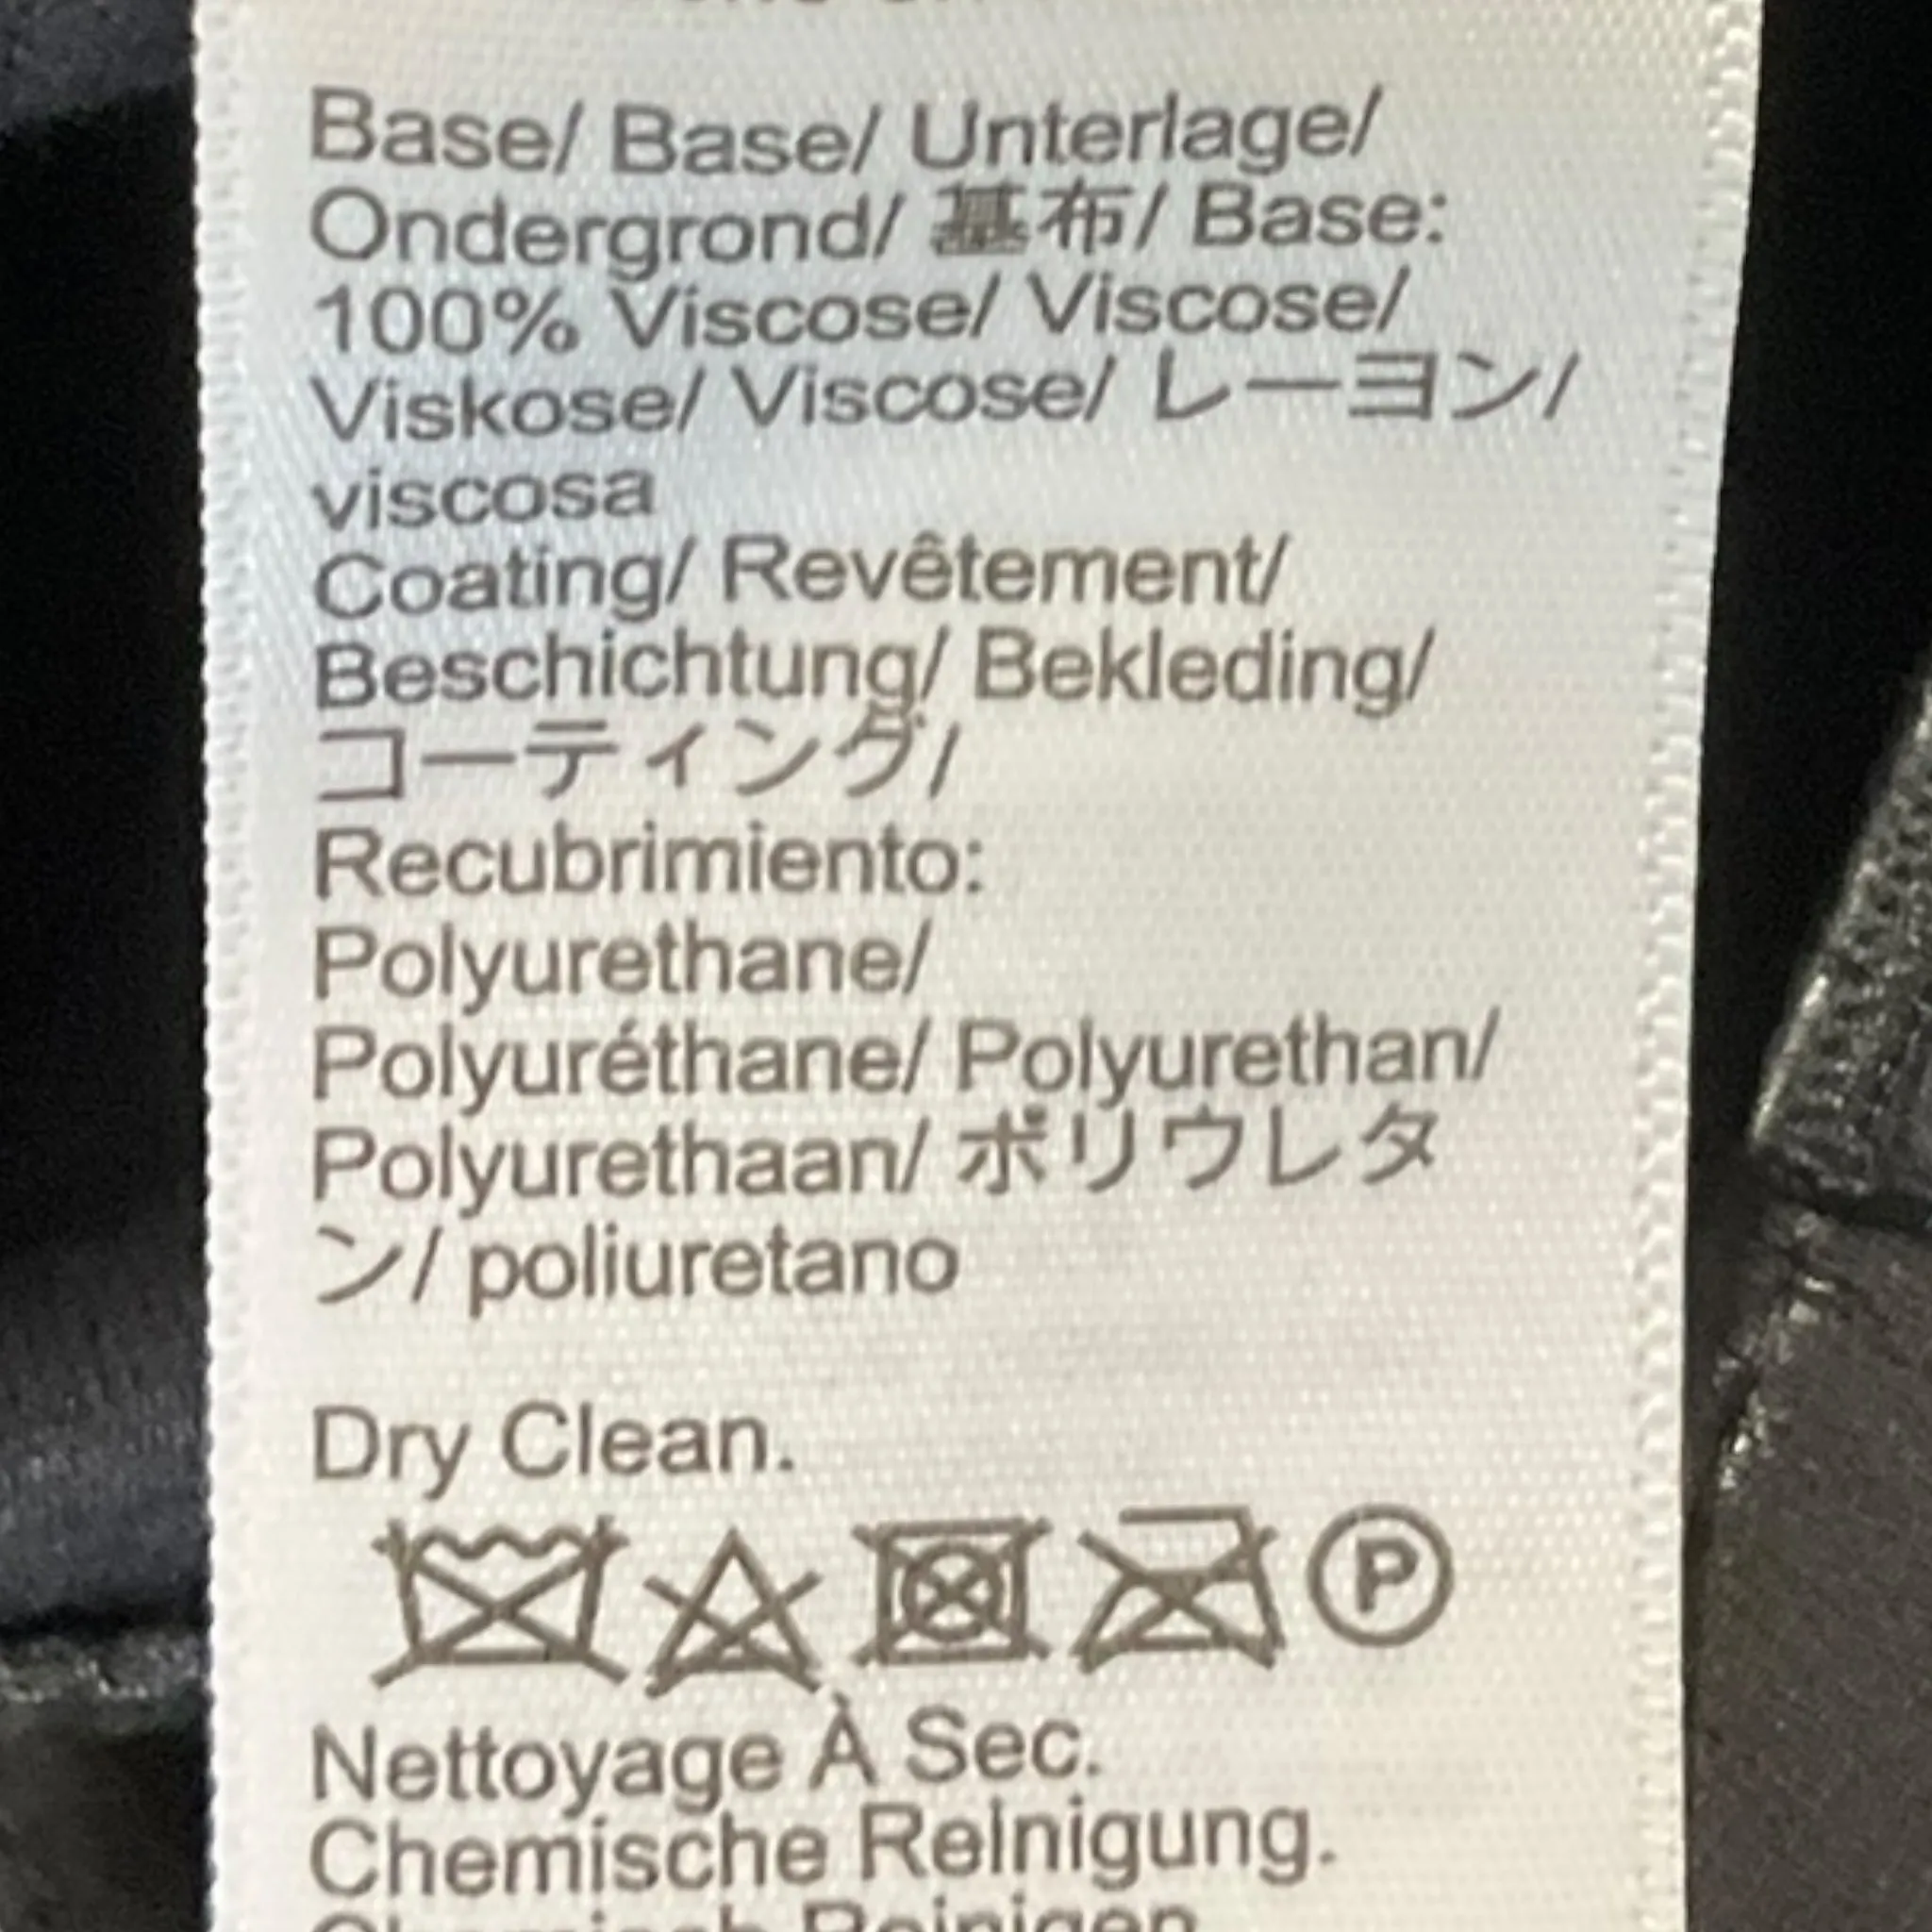 Base/ Base/ Unterlage/
Ondergrond/ 基布/ Base:
100% Viscose/ Viscose/
Viskose/ Viscose/ レーヨン/
viscosa
Coating/ Revêtement/
Beschichtung/ Bekleding/
コーティング/
Recubrimiento:
Polyurethane/
Polyuréthane/ Polyurethan/
Polyurethaan/ ポリウレタ
ン/ poliuretano
Dry Clean.
P
Nettoyage À Sec.
Chemische Reinigung.
Chemisch Reinigen